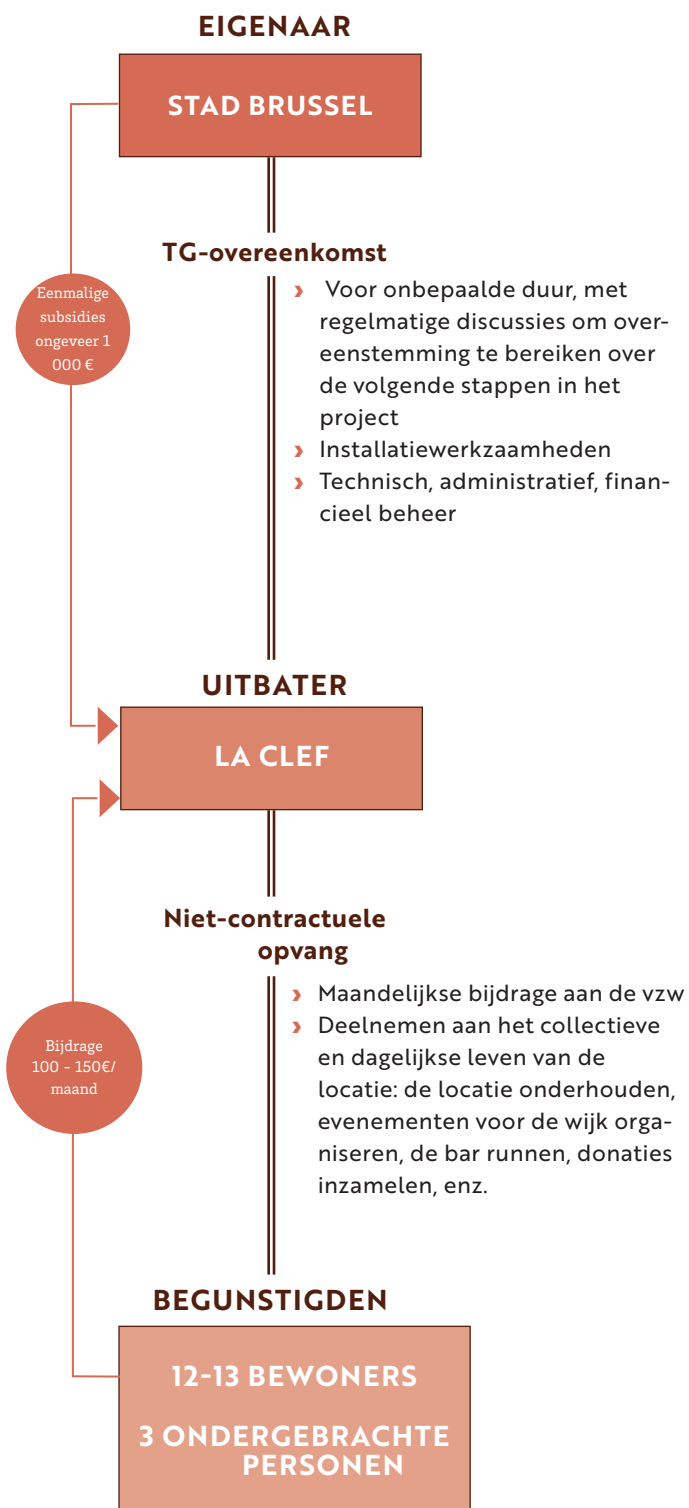 EIGENAAR
STAD BRUSSEL
TG-overeenkomst
Eenmalige
subsidies
ongeveer 1
000 €
› Voor onbepaalde duur, met
regelmatige discussies om over-
eenstemming te bereiken over
de volgende stappen in het
project
› Installatiewerkzaamheden
› Technisch, administratief, finan-
cieel beheer
UITBATER
LA CLEF
Niet-contractuele
opvang
› Maandelijkse bijdrage aan de vzw
› Deelnemen aan het collectieve
en dagelijkse leven van de
locatie: de locatie onderhouden,
evenementen voor de wijk orga-
niseren, de bar runnen, donaties
inzamelen, enz.
Bijdrage
100 - 150€/
maand
BEGUNSTIGDEN
12-13 BEWONERS
3 ONDERGEBRACHTE
PERSONEN